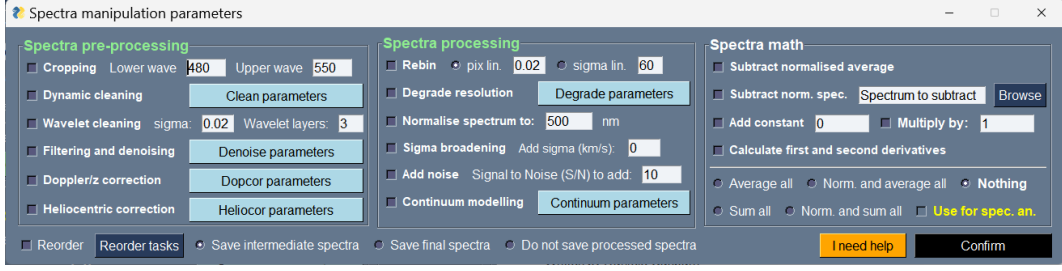 Spectra manipulation parameters
Spectra pre-processing
Cropping Lower wave 480 Upper wave 550
Dynamic cleaning Clean parameters
Wavelet cleaning sigma: 0.02 Wavelet layers: 3
Filtering and denoising Denoise parameters
Doppler/z correction Dopcor parameters
Heliocentric correction Heliocor parameters
Spectra processing
Rebin pix lin. 0.02 sigma lin. 60
Degrade resolution Degrade parameters
Normalise spectrum to: 500 nm
Sigma broadening Add sigma (km/s): 0
Add noise Signal to Noise (S/N) to add: 10
Continuum modelling Continuum parameters
Spectra math
Subtract normalised average
Subtract norm. spec. Spectrum to subtract Browse
Add constant 0 Multiply by: 1
Calculate first and second derivatives
Average all Norm. and average all Nothing
Sum all Norm. and sum all Use for spec. an.
Reorder Reorder tasks Save intermediate spectra Save final spectra Do not save processed spectra I need help Confirm